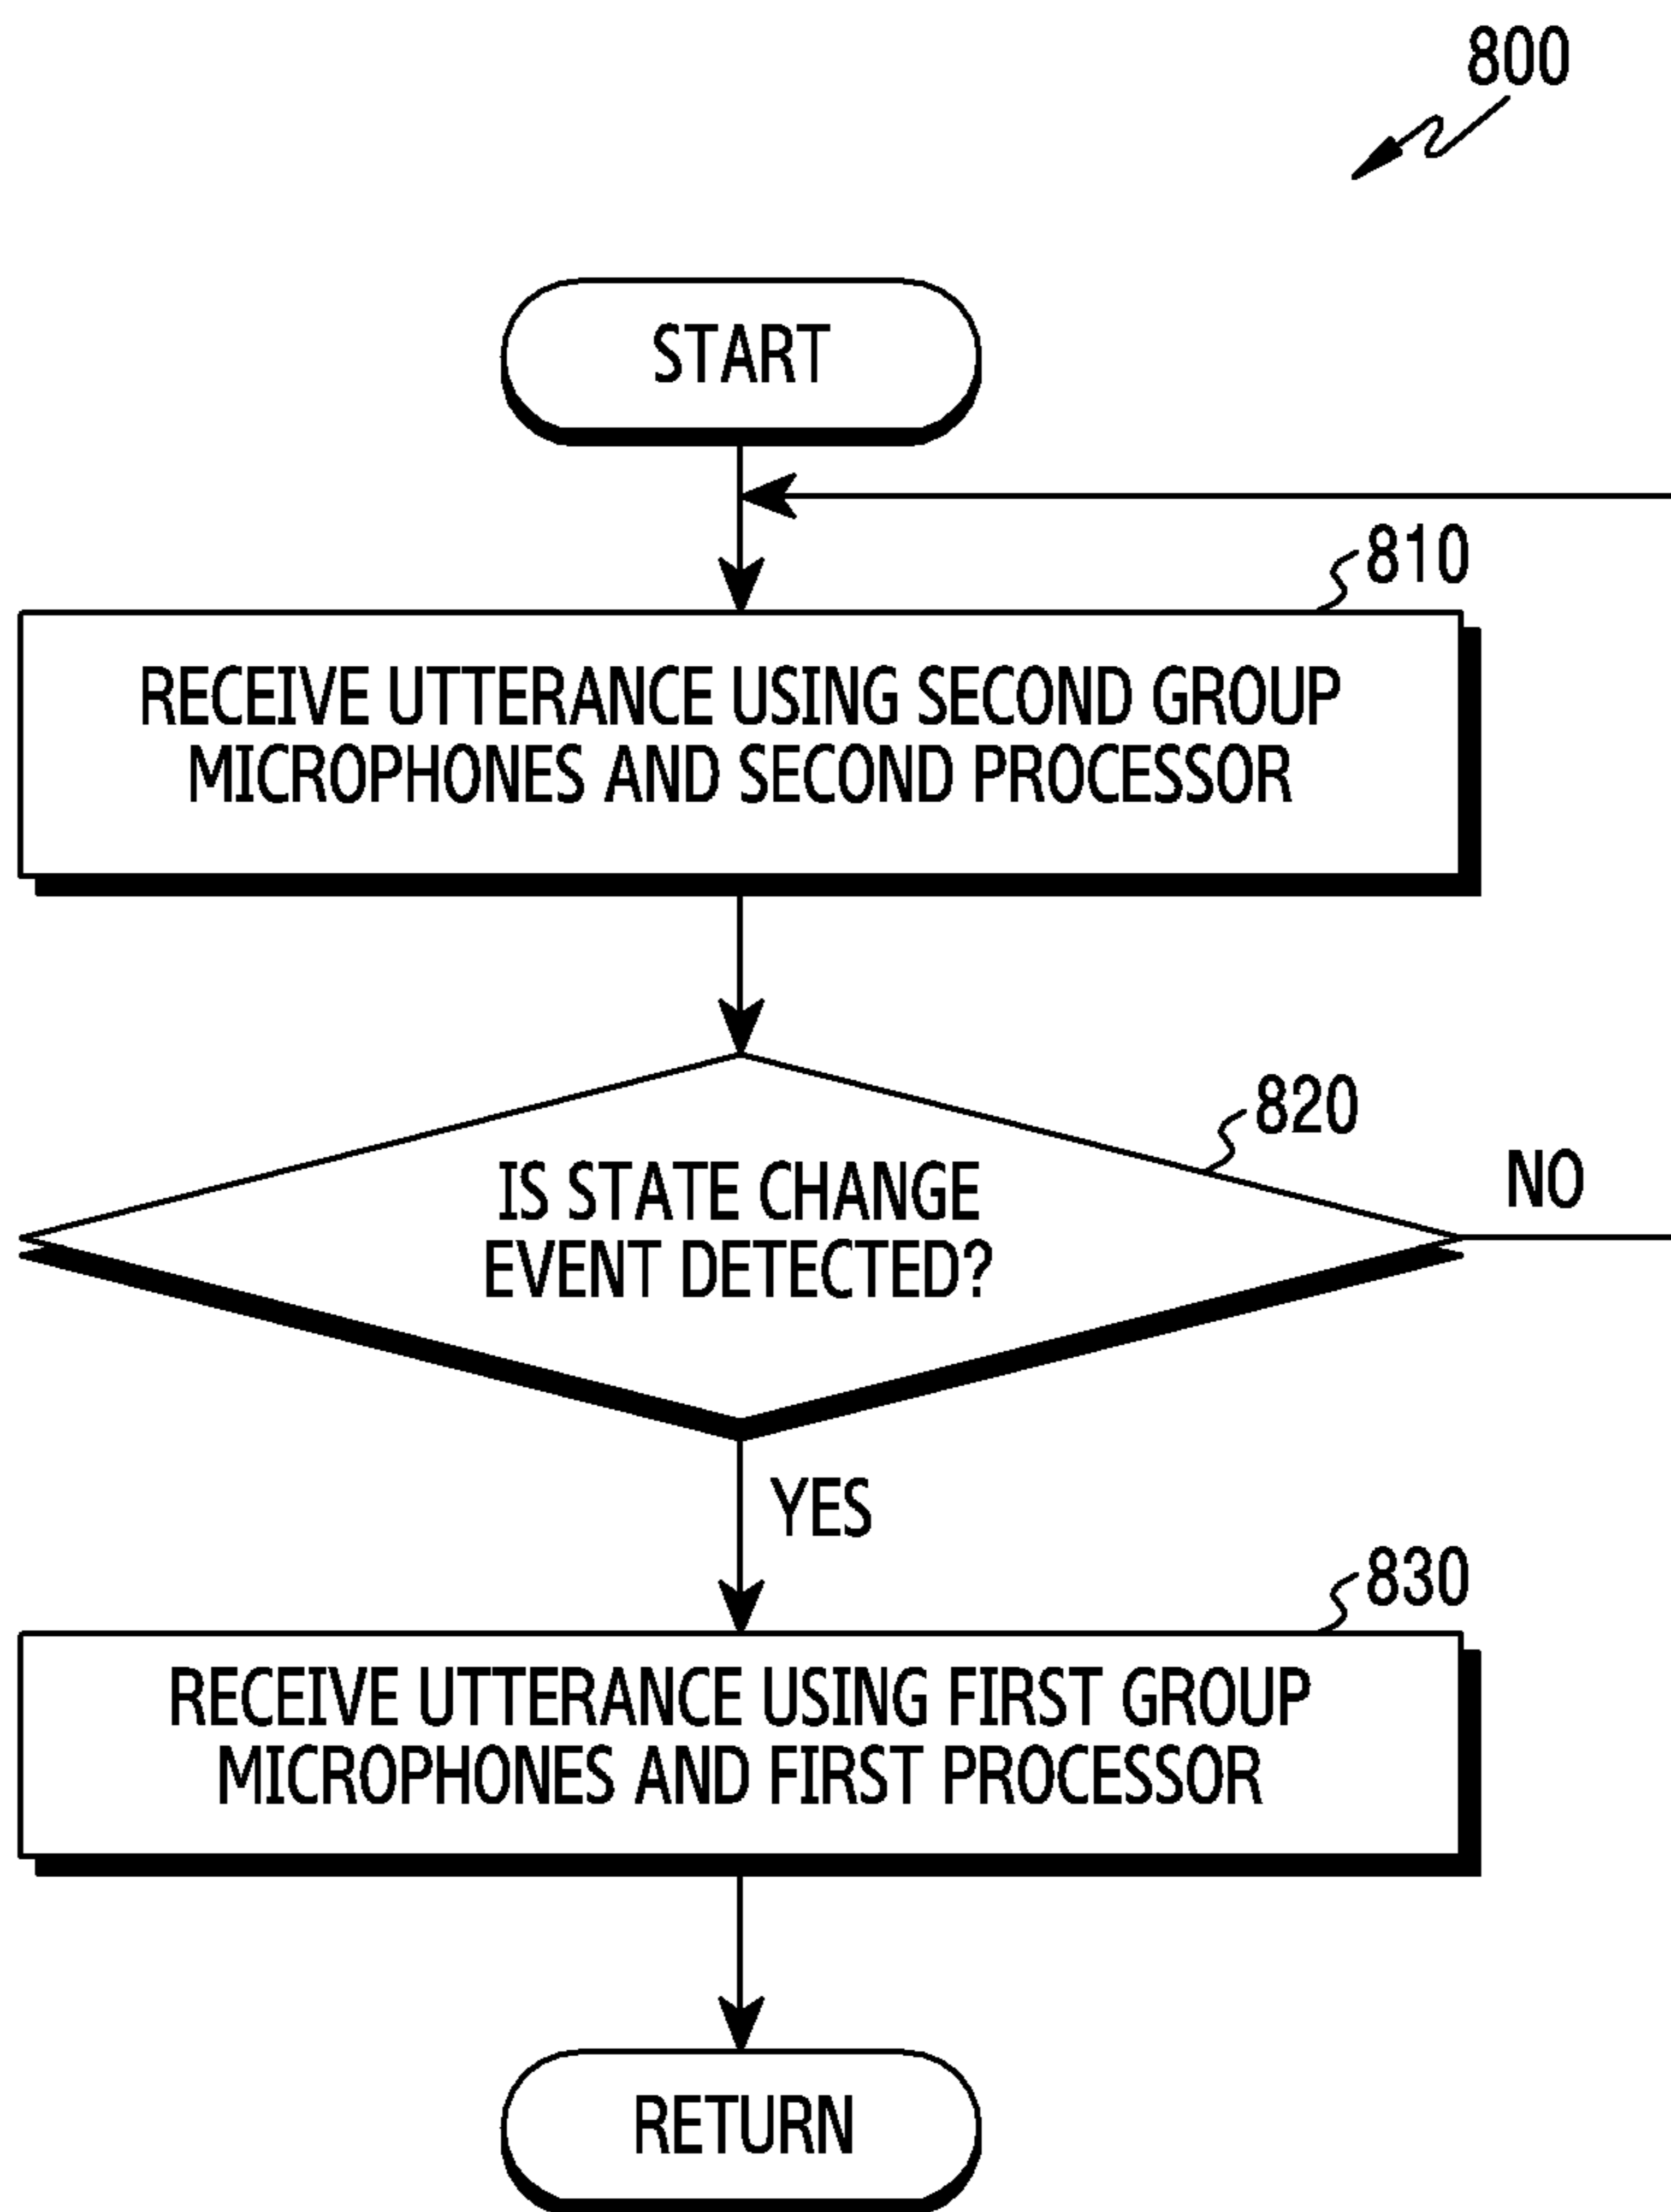 800
START
810
RECEIVE UTTERANCE USING SECOND GROUP
MICROPHONES AND SECOND PROCESSOR
820
IS STATE CHANGE
EVENT DETECTED?
NO
YES
830
RECEIVE UTTERANCE USING FIRST GROUP
MICROPHONES AND FIRST PROCESSOR
RETURN